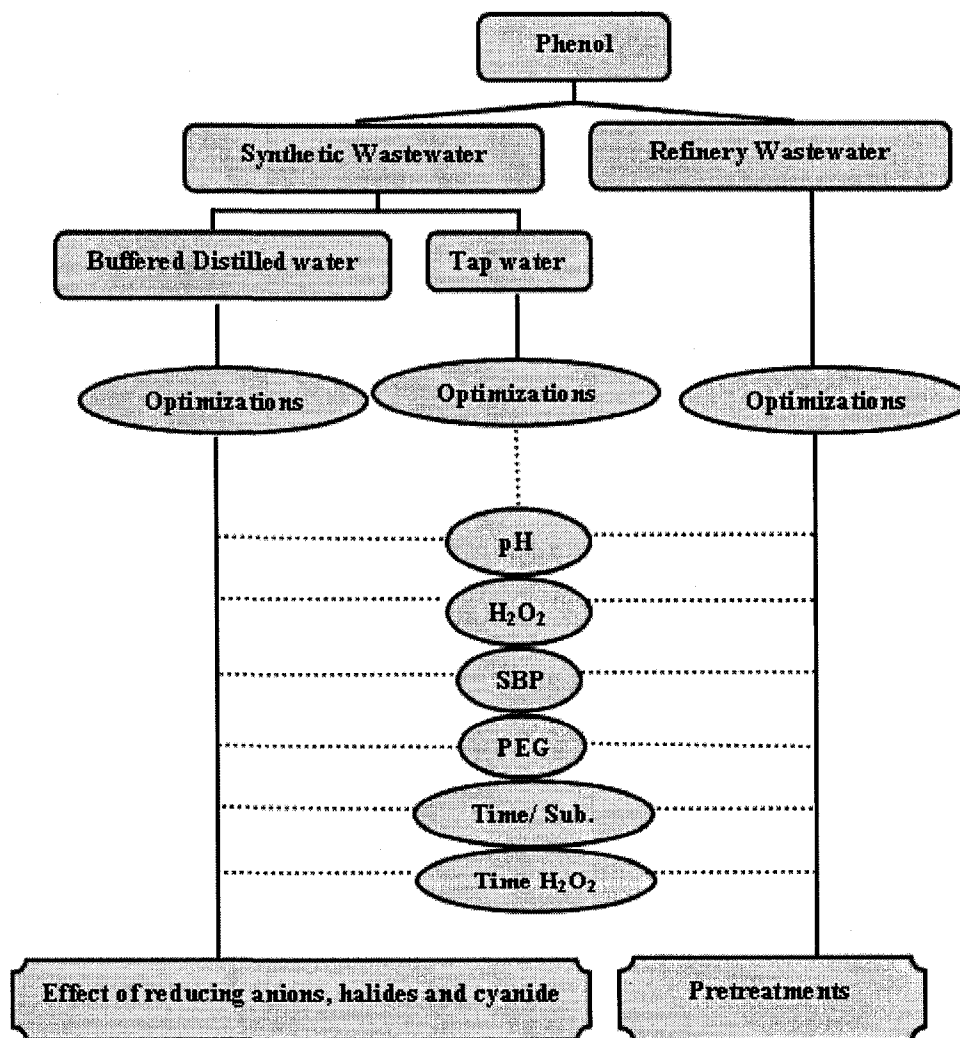 Phenol
Synthetic Wastewater
Refinery Wastewater
Buffered Distilled water
Tap water
Optimizations
Optimizations
Optimizations
pH
H₂O₂
SBP
PEG
Time/ Sub.
Time H₂O₂
Effect of reducing anions, halides and cyanide
Pretreatments